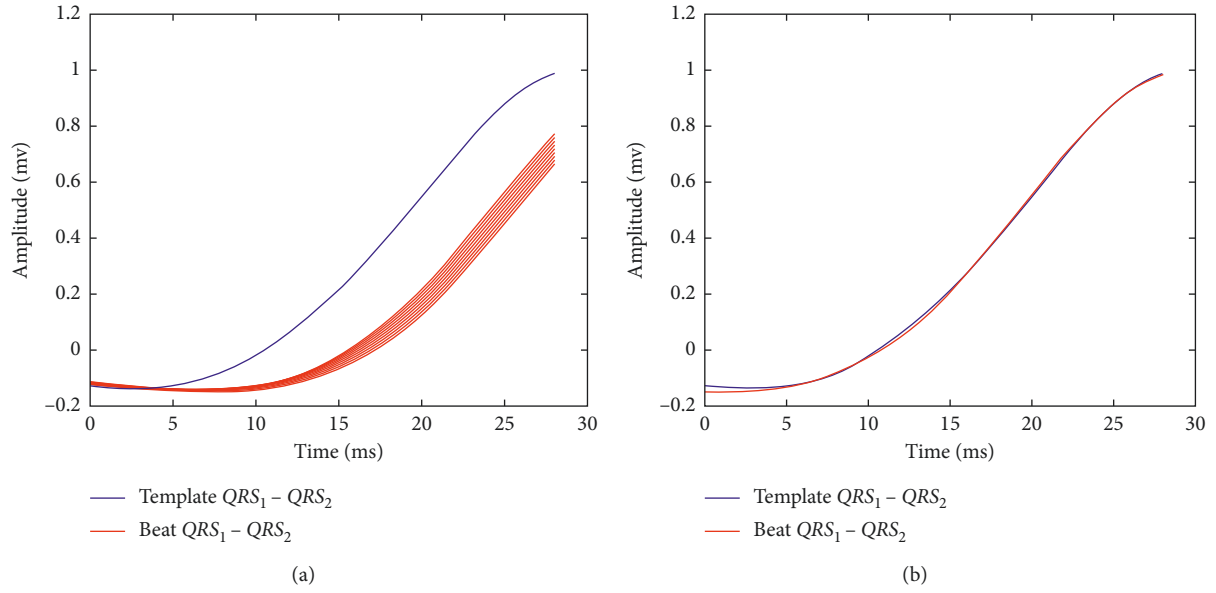 1.2
1
0.8
0.6
0.4
0.2
0
–0.2
Amplitude (mv)
0 5 10 15 20 25 30
Time (ms)
Template QRS₁ – QRS₂
Beat QRS₁ – QRS₂
(a)
1.2
1
0.8
0.6
0.4
0.2
0
–0.2
Amplitude (mv)
0 5 10 15 20 25 30
Time (ms)
Template QRS₁ – QRS₂
Beat QRS₁ – QRS₂
(b)